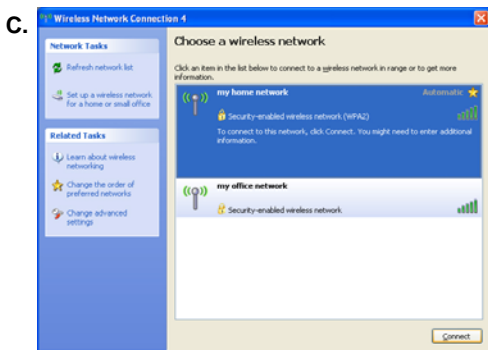 C.
Wireless Network Connection 4
Network Tasks
Refresh network list
Set up a wireless network
for a home or small office
Related Tasks
Learn about wireless
networking
Change the order of
preferred networks
Change advanced
settings
Choose a wireless network
Click an item in the list below to connect to a wireless network in range or to get more
information.
my home network Automatic
Security-enabled wireless network (WPA2)
To connect to this network, click Connect. You might need to enter additional
information.
my office network
Security-enabled wireless network
Connect